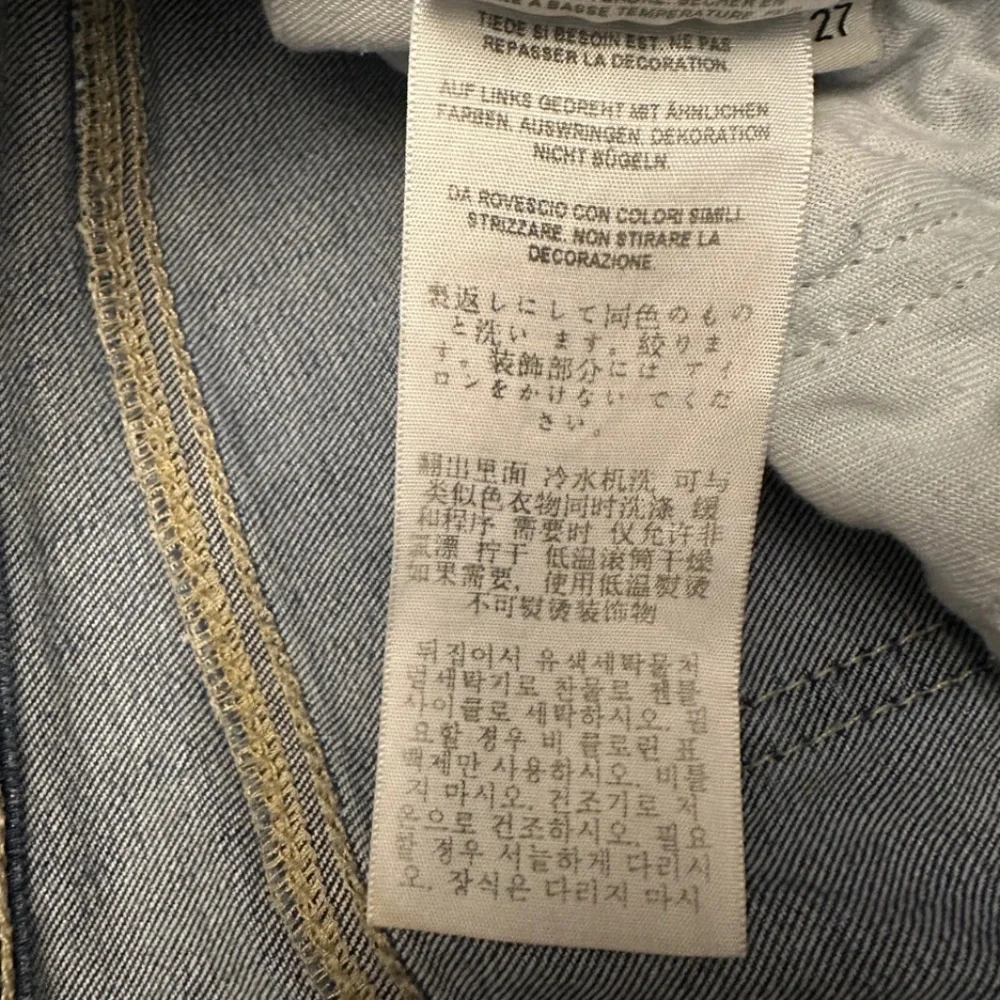 À BASSE TEMPERATURE
27
TIEDE SI BESOIN EST. NE PAS
REPASSER LA DECORATION.
AUF LINKS GEDREHT MIT ÄHNLICHEN
FARBEN. AUSWRINGEN. DEKORATION
NICHT BÜGELN.
DA ROVESCIO CON COLORI SIMILI.
STRIZZARE. NON STIRARE LA
DECORAZIONE.
裏返しにして同色のもの
と洗い ます。絞りま
す。装飾部分には アイ
ロンをかけない でくだ
さい。
翻出里面 冷水机洗 可与
类似色衣物同时洗涤 缓
和程序 需要时 仅允许非
氯漂 拧干 低温滚筒干燥
如果需要, 使用低温熨烫
不可熨烫装饰物
뒤집어서 유색세탁물처
럼세탁기로 찬물로 젠틀
사이클로 세탁하시오. 필
요할 경우 비 클로린 표
백제만 사용하시오. 비틀
지 마시오. 건조기로 저
온으로 건조하시오. 필요
할 경우 서늘하게 다리시
오. 장식은 다리지 마시